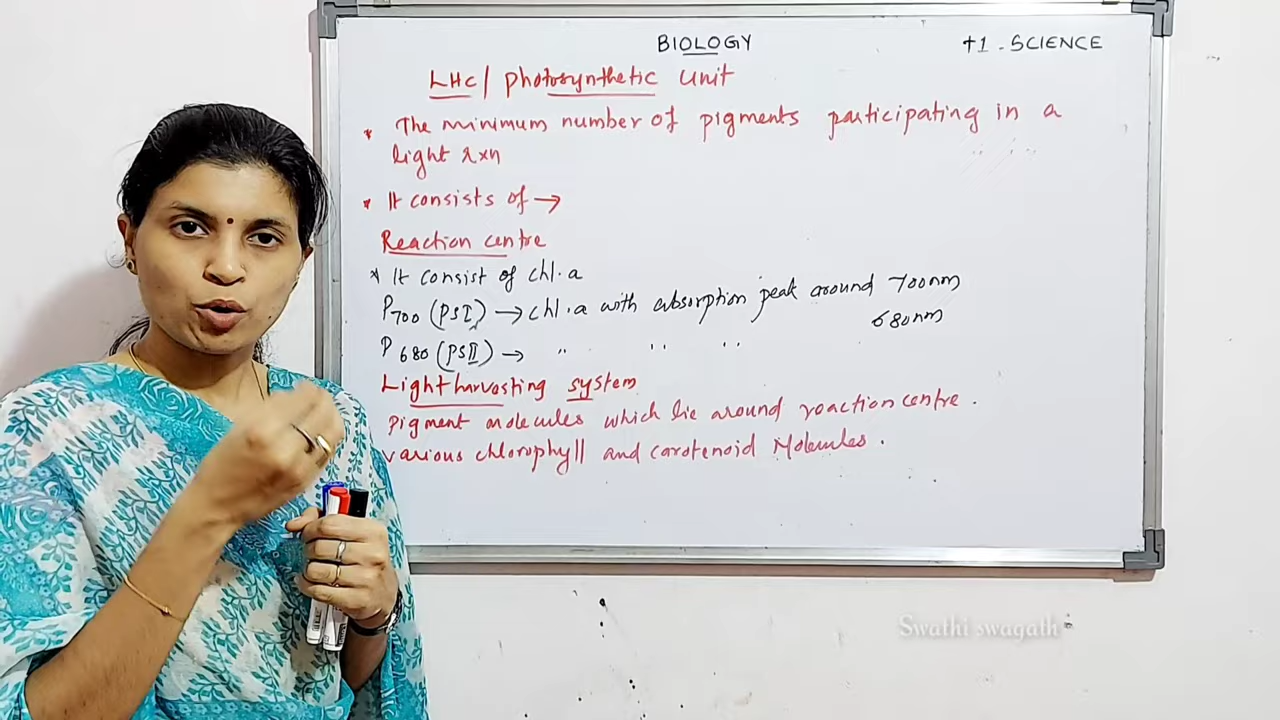 BIOLOGY
+1 - SCIENCE
LHC / photosynthetic unit
* The minimum number of pigments participating in a
light rxn
* It consists of →
Reaction centre
* It consist of chl.a
P700 (PSI) → chl.a with absorption peak around 700nm
P680 (PSII) → " " " 680nm
Light harvesting system
Pigment molecules which lie around reaction centre.
various chlorophyll and carotenoid Molecules.
Swathi swagath